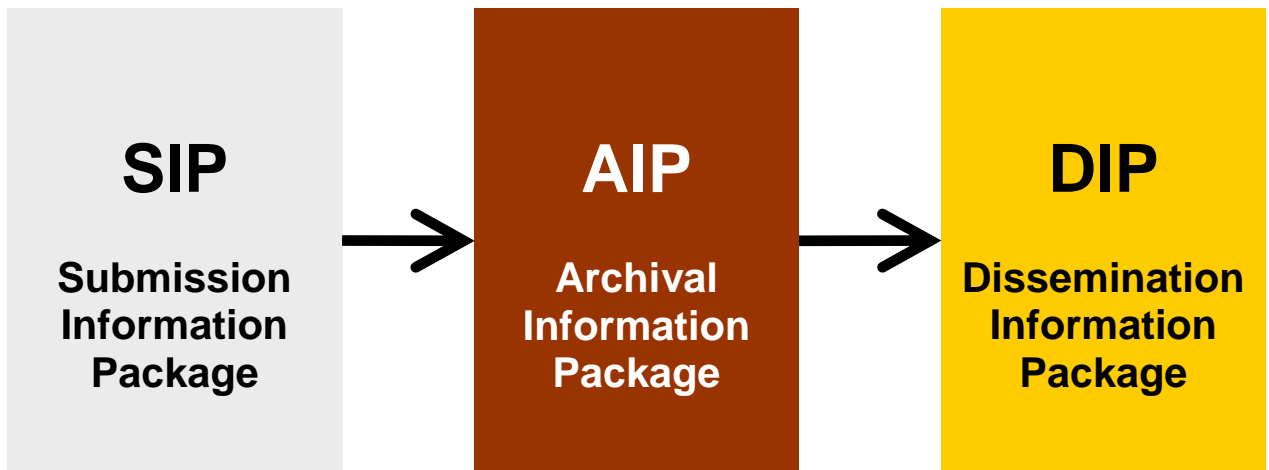 SIP
Submission
Information
Package
AIP
Archival
Information
Package
DIP
Dissemination
Information
Package